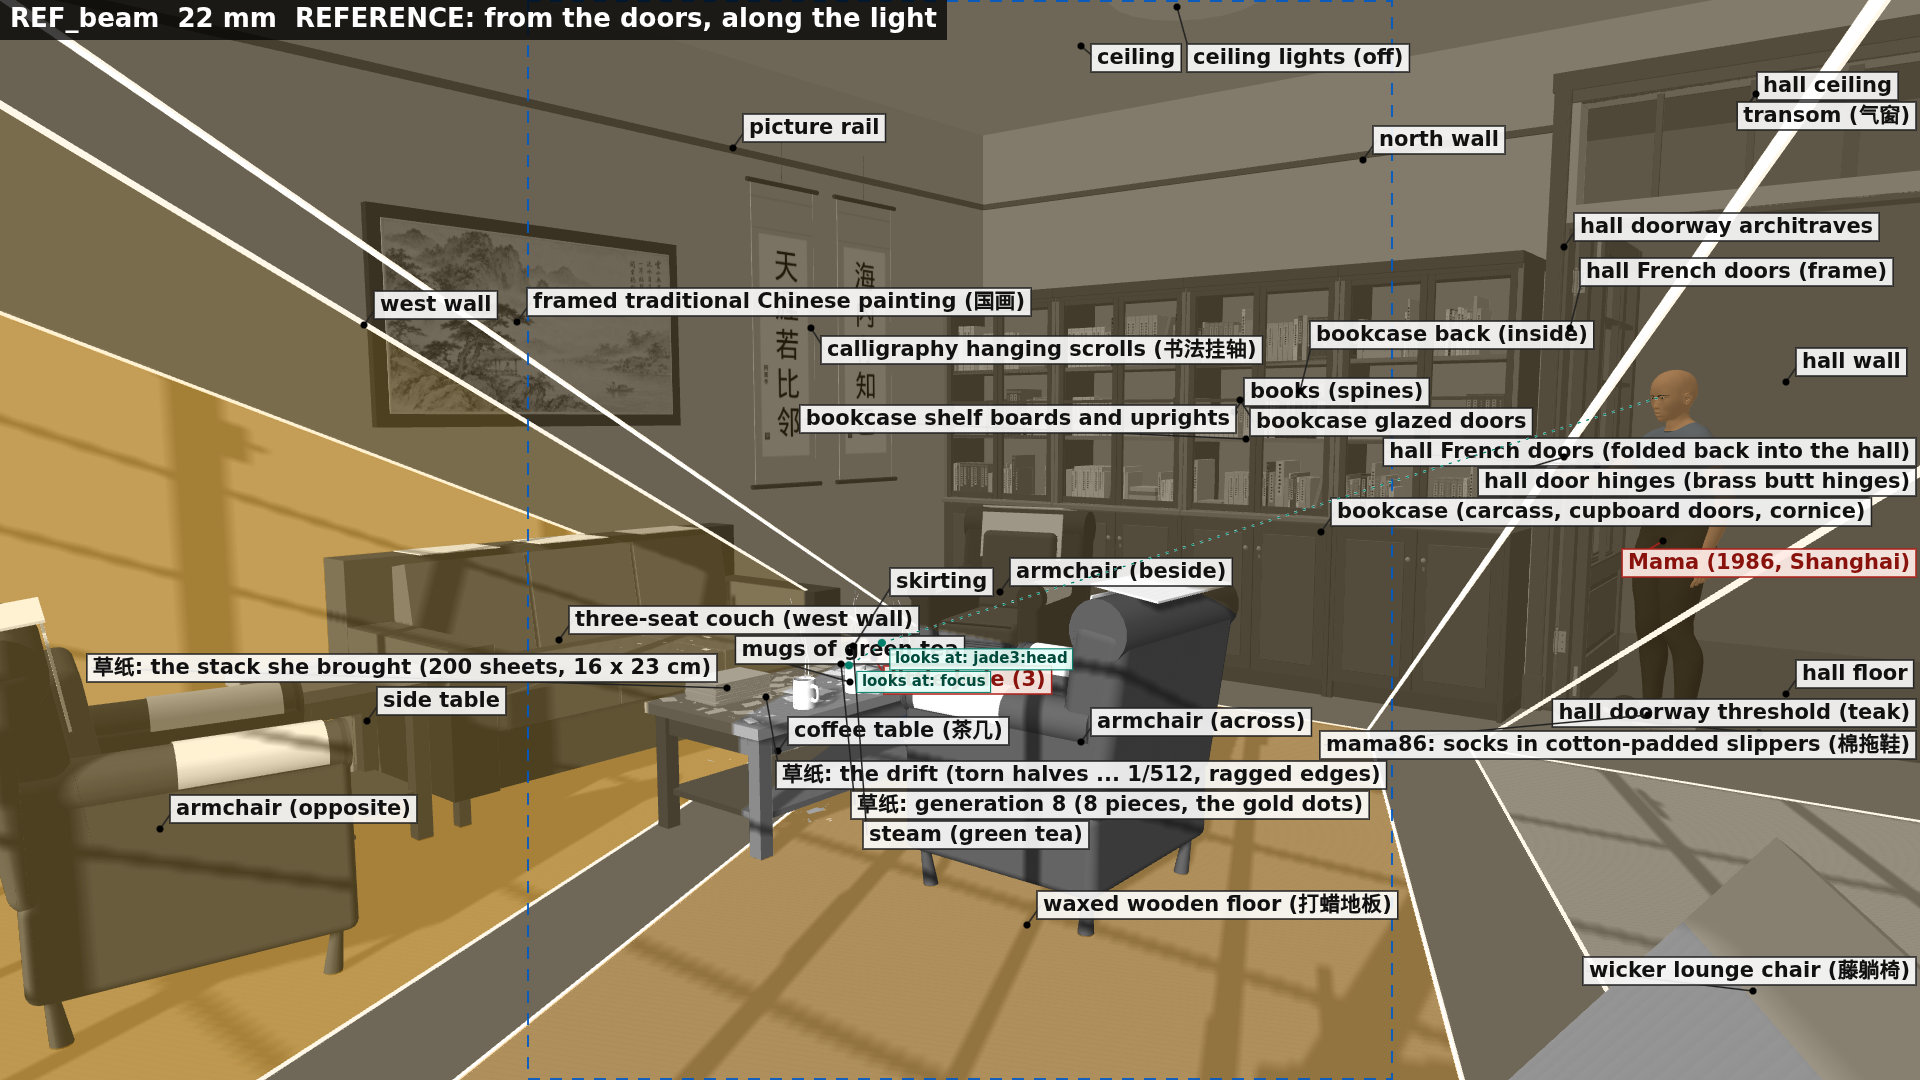 REF_beam 22 mm REFERENCE: from the doors, along the light
ceiling
ceiling lights (off)
hall ceiling
transom (气窗)
picture rail
north wall
hall doorway architraves
hall French doors (frame)
west wall
framed traditional Chinese painting (国画)
天
若
比
邻
海
知
bookcase back (inside)
calligraphy hanging scrolls (书法挂轴)
hall wall
books (spines)
bookcase shelf boards and uprights
bookcase glazed doors
hall French doors (folded back into the hall)
hall door hinges (brass butt hinges)
bookcase (carcass, cupboard doors, cornice)
Mama (1986, Shanghai)
skirting
armchair (beside)
three-seat couch (west wall)
mugs of green tea
looks at: jade3:head
草纸: the stack she brought (200 sheets, 16 x 23 cm)
looks at: focus
e (3)
hall floor
side table
hall doorway threshold (teak)
coffee table (茶几)
armchair (across)
mama86: socks in cotton-padded slippers (棉拖鞋)
草纸: the drift (torn halves ... 1/512, ragged edges)
armchair (opposite)
草纸: generation 8 (8 pieces, the gold dots)
steam (green tea)
waxed wooden floor (打蜡地板)
wicker lounge chair (藤躺椅)